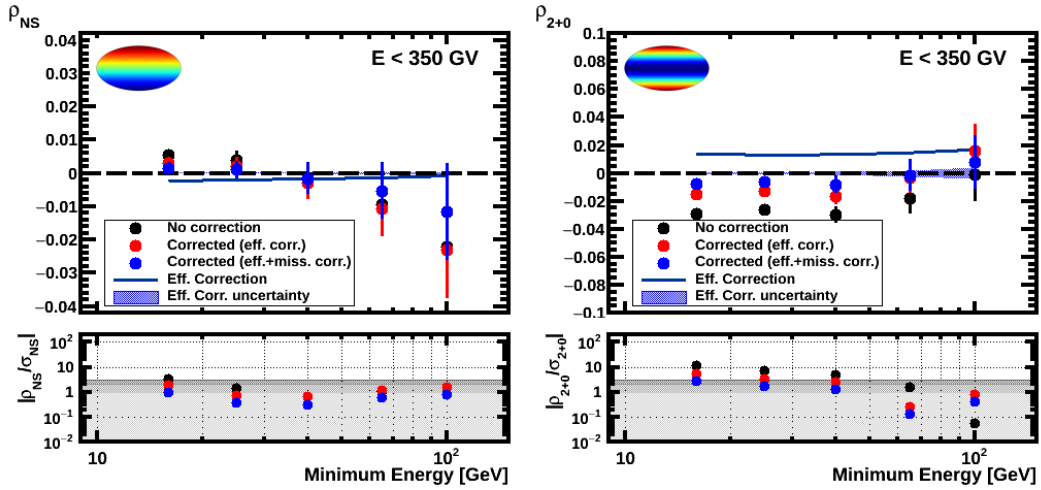 ρNS
E < 350 GV
0.04
0.03
0.02
0.01
0
−0.01
−0.02
−0.03
−0.04
No correction
Corrected (eff. corr.)
Corrected (eff.+miss. corr.)
Eff. Correction
Eff. Corr. uncertainty
|ρNS/σNS|
10²
10
1
10⁻¹
10⁻²
10
10²
Minimum Energy [GeV]
ρ2+0
E < 350 GV
0.1
0.08
0.06
0.04
0.02
0
−0.02
−0.04
−0.06
−0.08
−0.1
No correction
Corrected (eff. corr.)
Corrected (eff.+miss. corr.)
Eff. Correction
Eff. Corr. uncertainty
|ρ2+0/σ2+0|
10²
10
1
10⁻¹
10⁻²
10
10²
Minimum Energy [GeV]